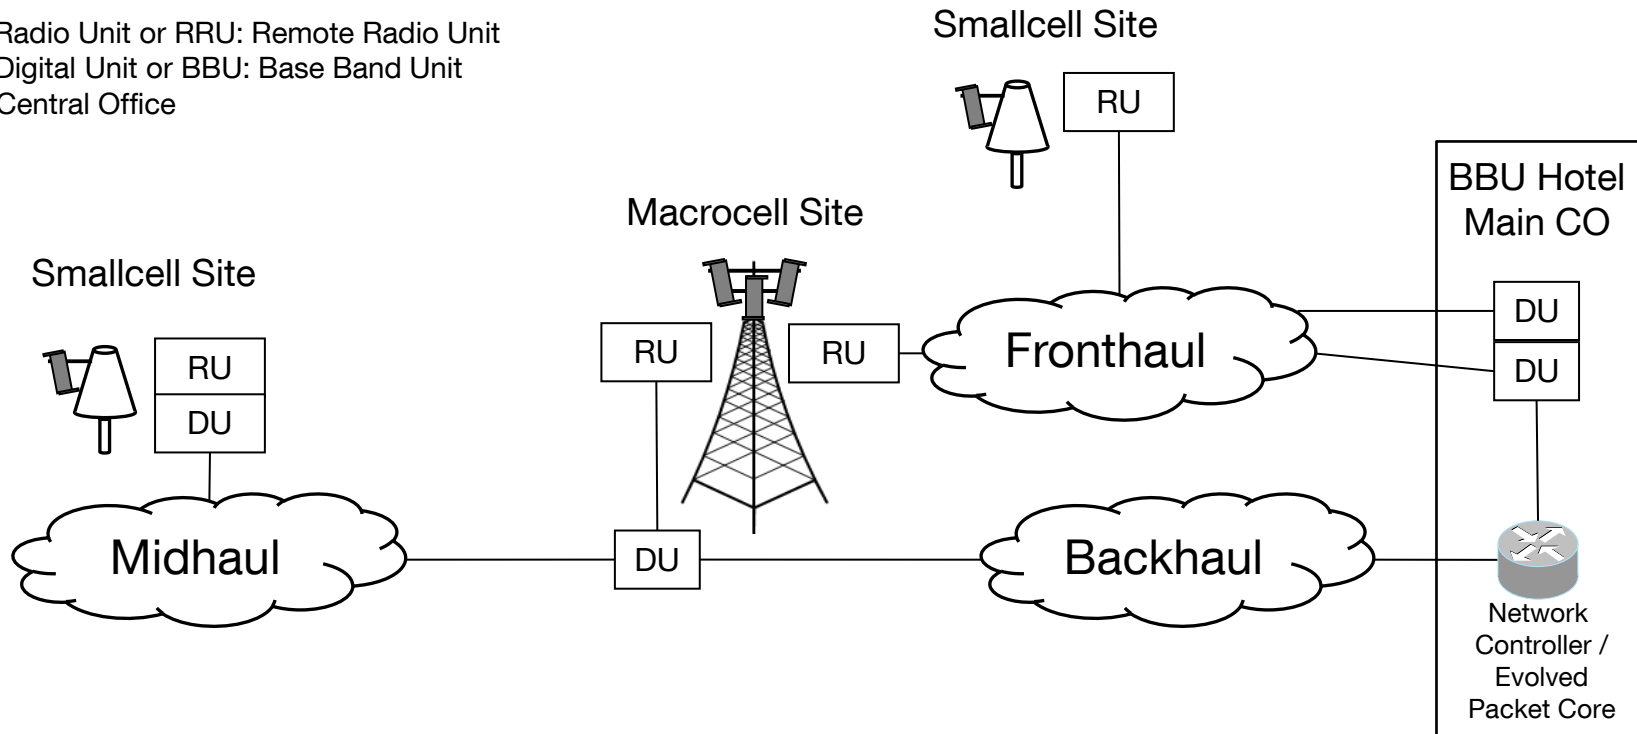 Radio Unit or RRU: Remote Radio Unit
Digital Unit or BBU: Base Band Unit
Central Office
Smallcell Site
RU
BBU Hotel
Main CO
Macrocell Site
Smallcell Site
RU
DU
RU
RU
Fronthaul
DU
DU
Midhaul
DU
Backhaul
Network
Controller /
Evolved
Packet Core